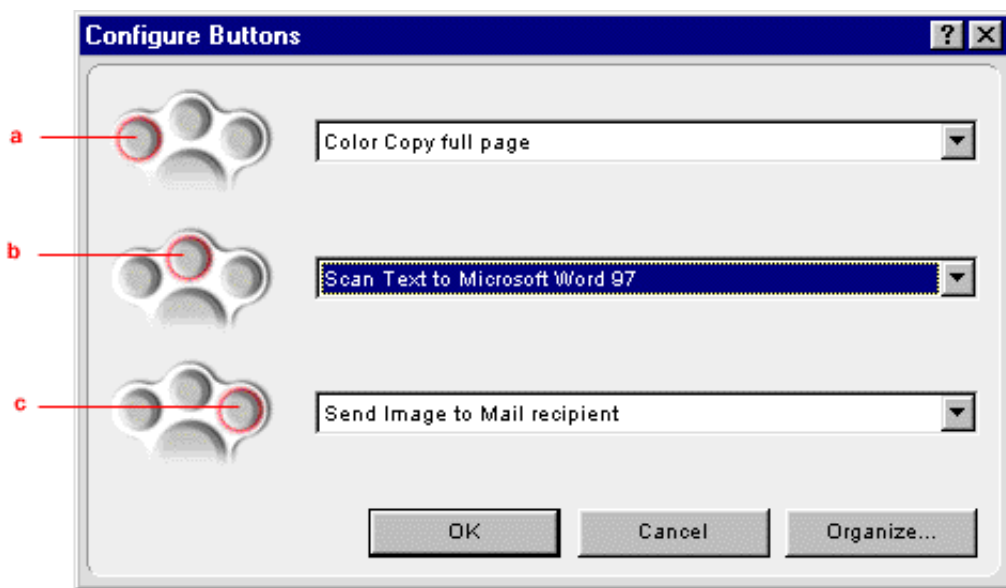 Configure Buttons
a
Color Copy full page
b
Scan Text to Microsoft Word 97
c
Send Image to Mail recipient
OK Cancel Organize...